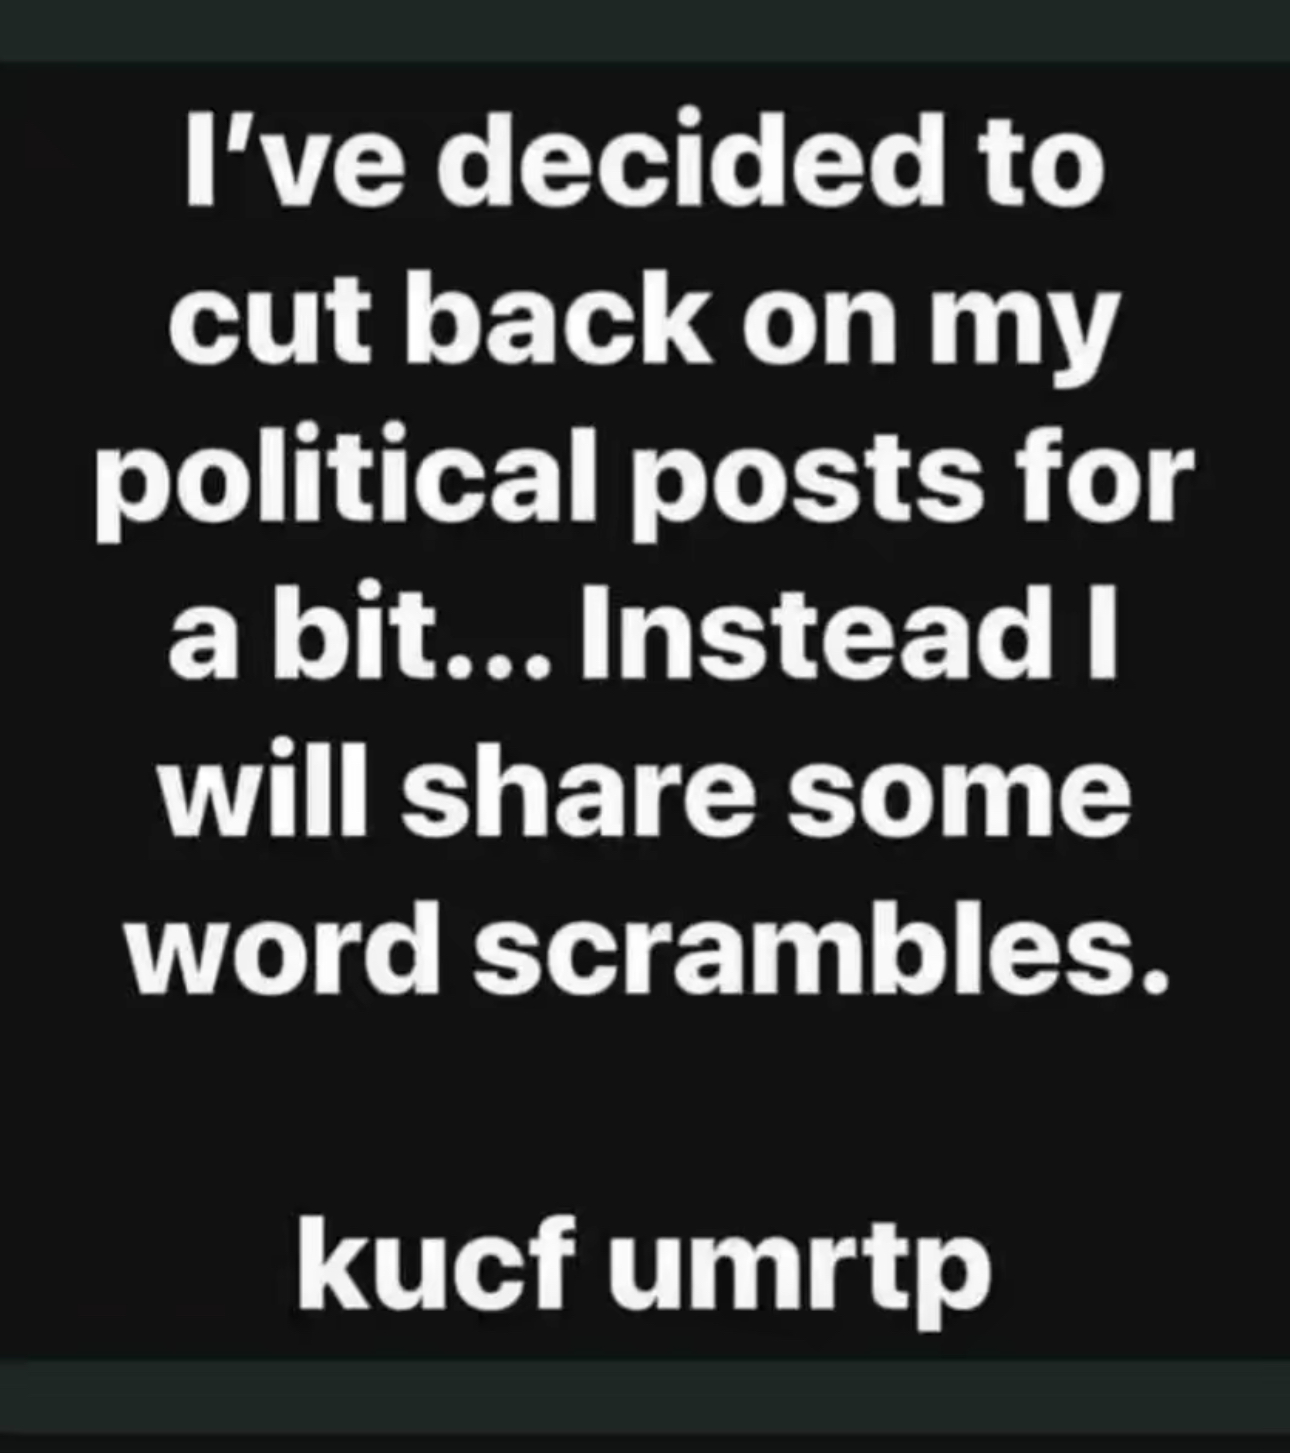 I’ve decided to
cut back on my
political posts for
a bit... Instead I
will share some
word scrambles.
kucf umrtp